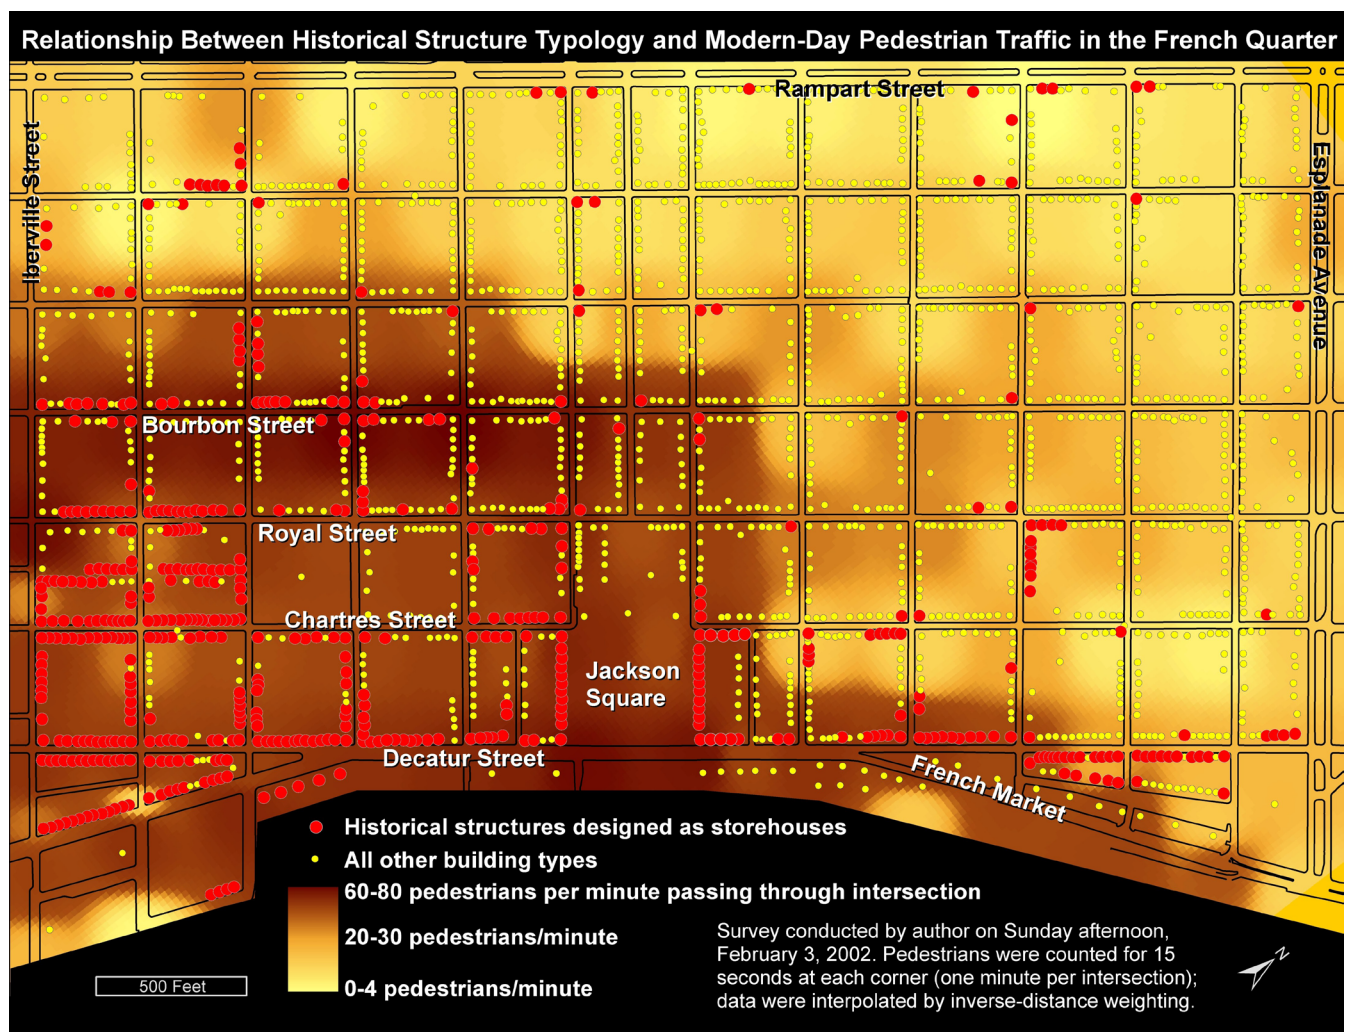 Relationship Between Historical Structure Typology and Modern-Day Pedestrian Traffic in the French Quarter
Rampart Street
Iberville Street
Esplanade Avenue
Bourbon Street
Royal Street
Chartres Street
Jackson
Square
Decatur Street
French Market
Historical structures designed as storehouses
All other building types
60-80 pedestrians per minute passing through intersection
20-30 pedestrians/minute
0-4 pedestrians/minute
500 Feet
Survey conducted by author on Sunday afternoon,
February 3, 2002. Pedestrians were counted for 15
seconds at each corner (one minute per intersection);
data were interpolated by inverse-distance weighting.
N